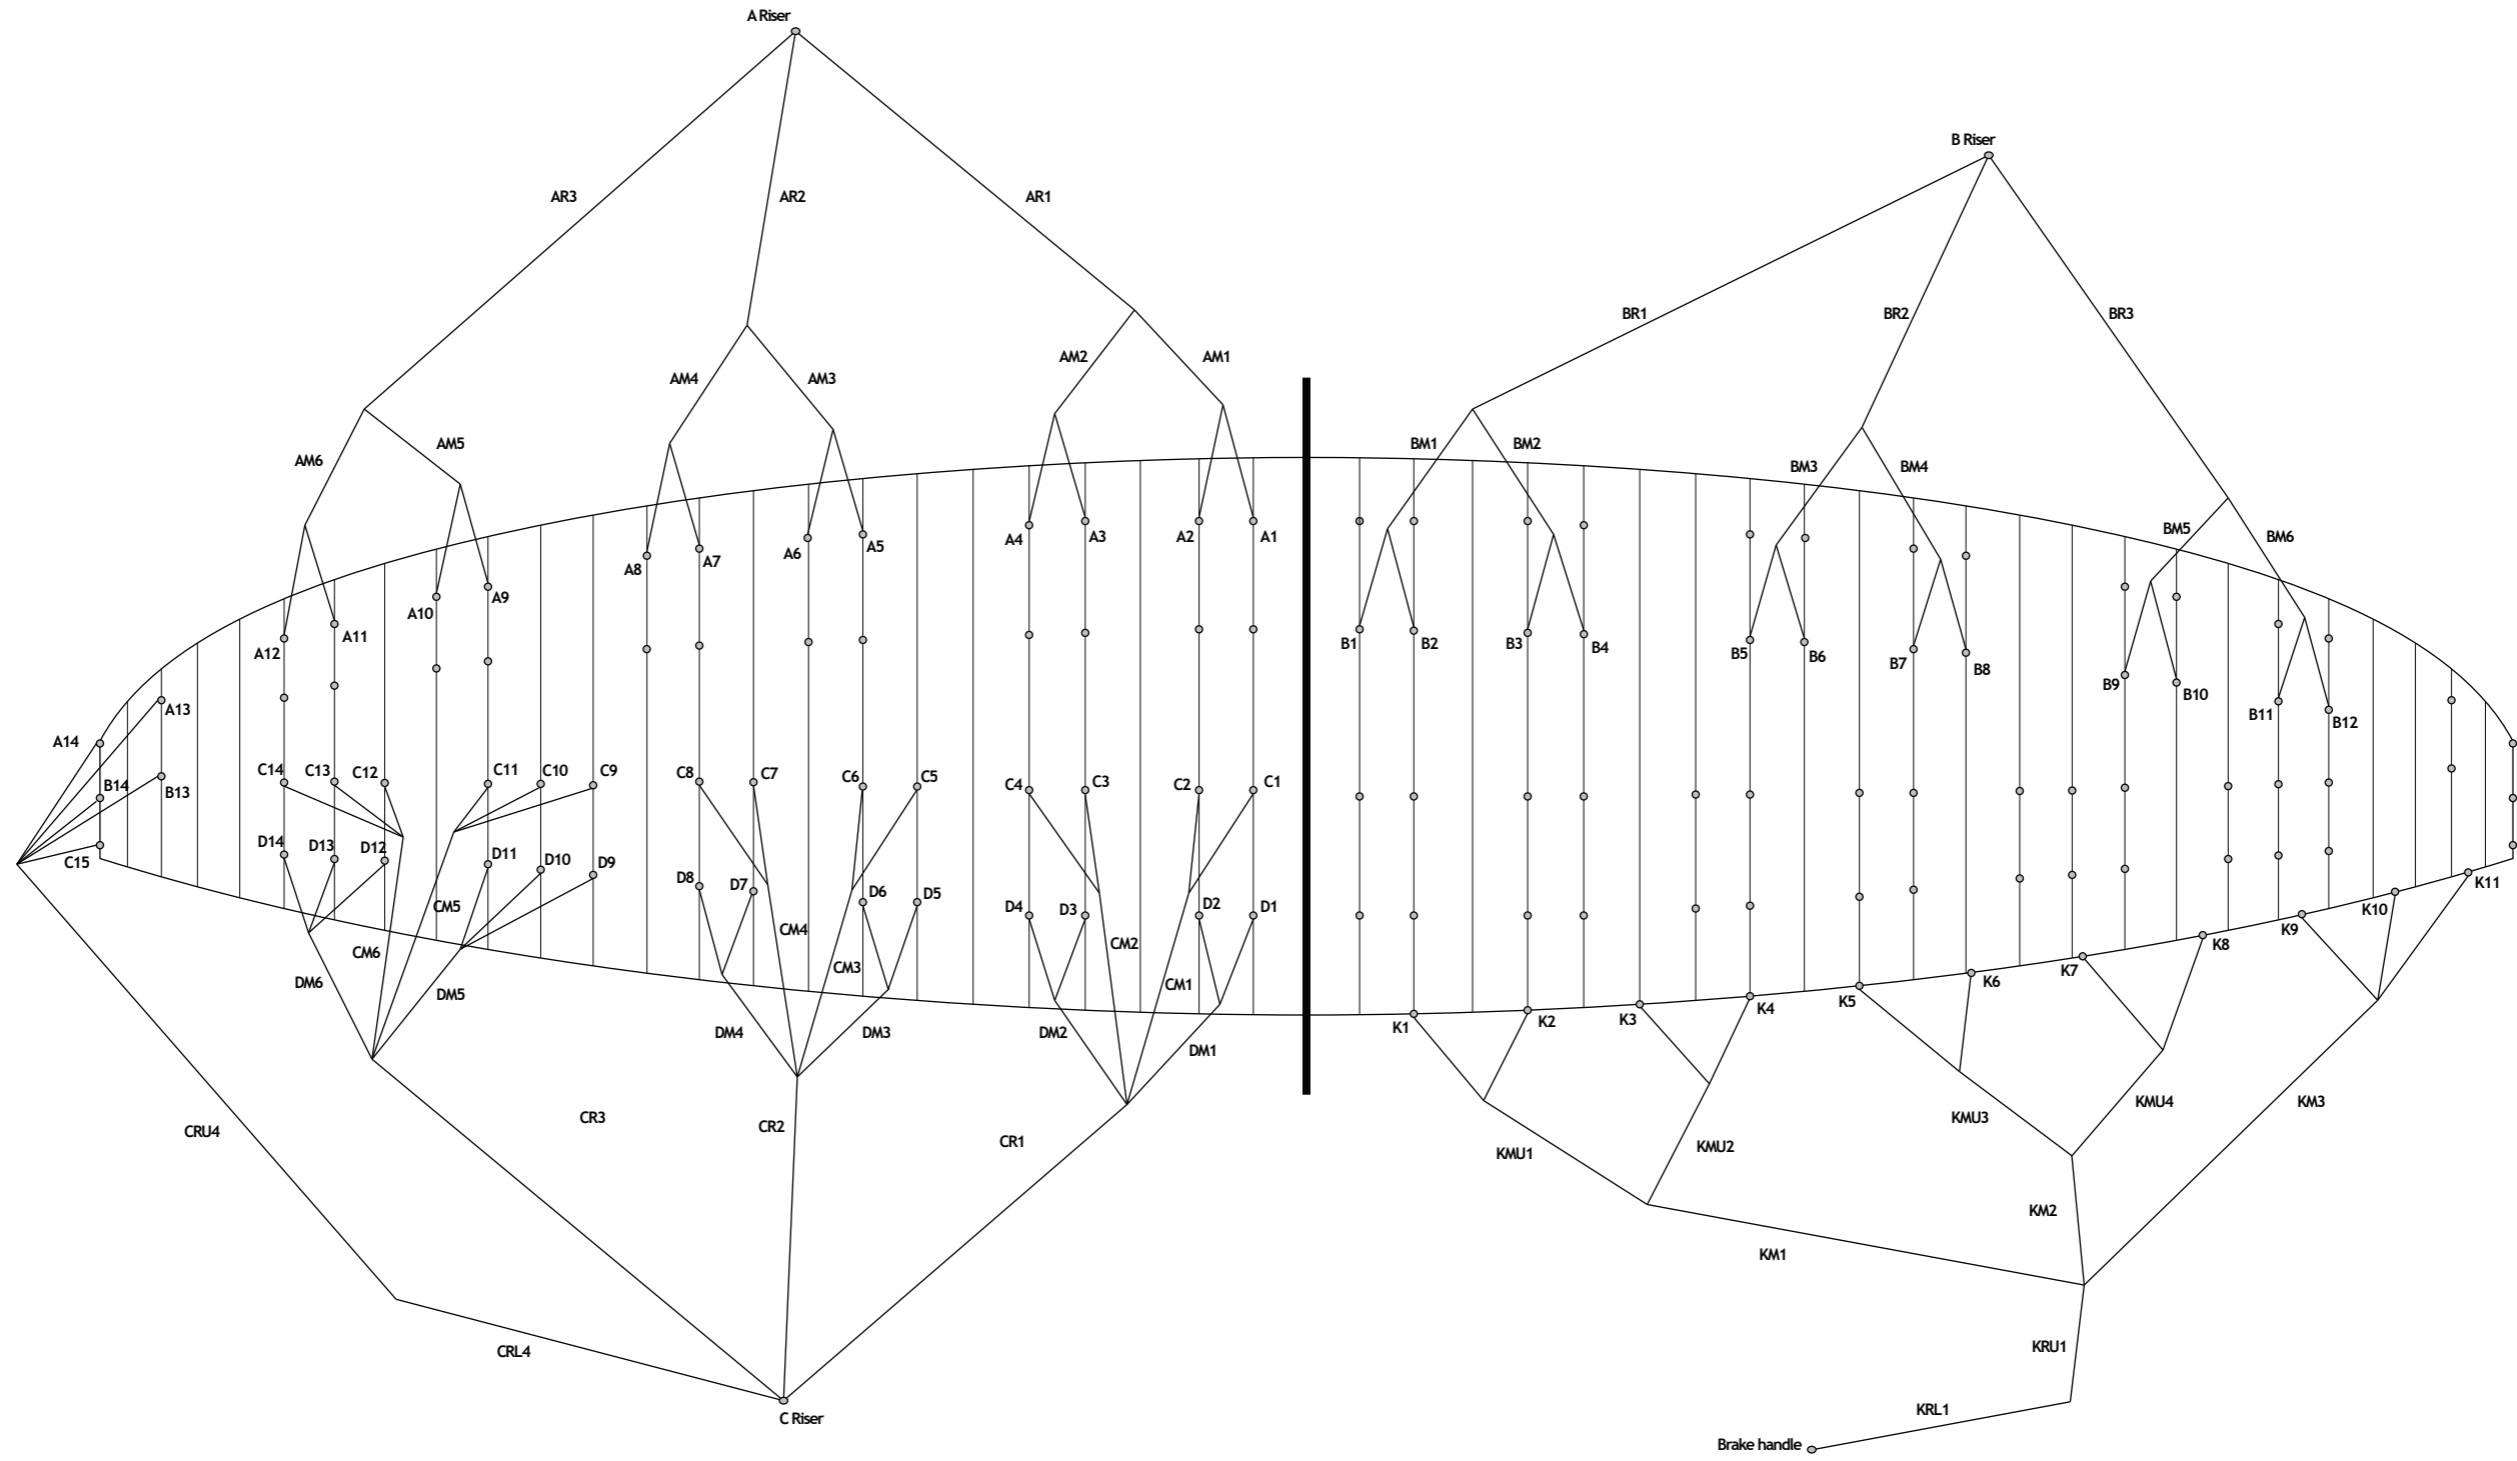 A Riser
B Riser
AR3
AR2
AR1
BR1
BR2
BR3
AM2
AM1
AM4
AM3
AM6
AM5
BM1
BM2
BM3
BM4
BM5
BM6
A4
A3
A2
A1
A6
A5
A8
A7
A10
A9
A12
A11
A14
A13
B1
B2
B3
B4
B5
B6
B7
B8
B9
B10
B11
B12
B14
B13
C15
C14
C13
C12
C11
C10
C9
C8
C7
C6
C5
C4
C3
C2
C1
D14
D13
D12
D11
D10
D9
D8
D7
D6
D5
D4
D3
D2
D1
CM5
CM6
CM4
CM3
CM2
CM1
DM6
DM5
DM4
DM3
DM2
DM1
K1
K2
K3
K4
K5
K6
K7
K8
K9
K10
K11
CRU4
CR3
CR2
CR1
KMU1
KMU2
KMU3
KMU4
KM3
KM2
KM1
CRL4
KRU1
KRL1
C Riser
Brake handle